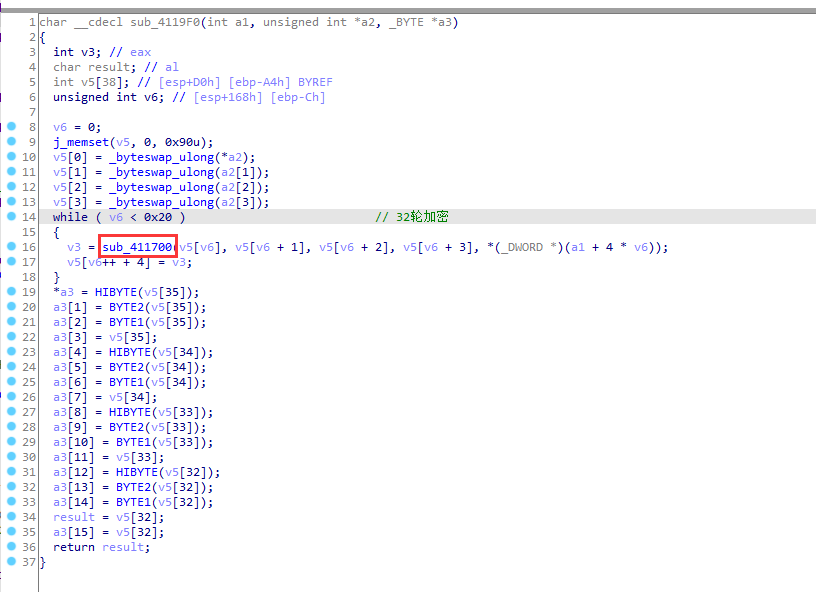 1 char __cdecl sub_4119F0(int a1, unsigned int *a2, _BYTE *a3)
2 {
3   int v3; // eax
4   char result; // al
5   int v5[38]; // [esp+D0h] [ebp-A4h] BYREF
6   unsigned int v6; // [esp+168h] [ebp-Ch]
7
8   v6 = 0;
9   j_memset(v5, 0, 0x90u);
10   v5[0] = _byteswap_ulong(*a2);
11   v5[1] = _byteswap_ulong(a2[1]);
12   v5[2] = _byteswap_ulong(a2[2]);
13   v5[3] = _byteswap_ulong(a2[3]);
14   while ( v6 < 0x20 ) // 32轮加密
15   {
16     v3 = sub_411700(v5[v6], v5[v6 + 1], v5[v6 + 2], v5[v6 + 3], *(_DWORD *)(a1 + 4 * v6));
17     v5[v6++ + 4] = v3;
18   }
19   *a3 = HIBYTE(v5[35]);
20   a3[1] = BYTE2(v5[35]);
21   a3[2] = BYTE1(v5[35]);
22   a3[3] = v5[35];
23   a3[4] = HIBYTE(v5[34]);
24   a3[5] = BYTE2(v5[34]);
25   a3[6] = BYTE1(v5[34]);
26   a3[7] = v5[34];
27   a3[8] = HIBYTE(v5[33]);
28   a3[9] = BYTE2(v5[33]);
29   a3[10] = BYTE1(v5[33]);
30   a3[11] = v5[33];
31   a3[12] = HIBYTE(v5[32]);
32   a3[13] = BYTE2(v5[32]);
33   a3[14] = BYTE1(v5[32]);
34   result = v5[32];
35   a3[15] = v5[32];
36   return result;
37 }